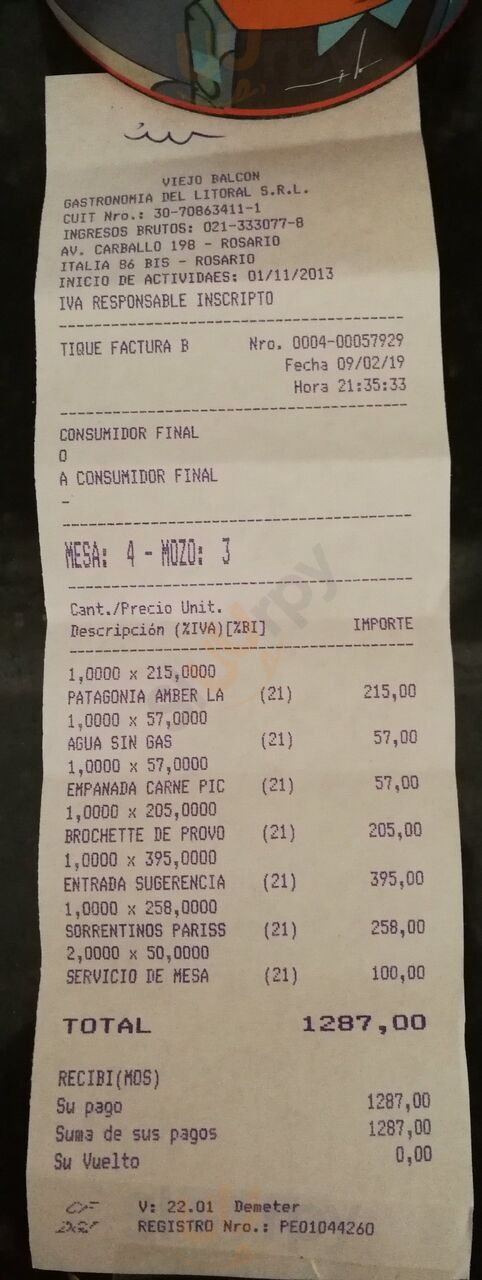 VIEJO BALCON
GASTRONOMIA DEL LITORAL S.R.L.
CUIT Nro.: 30-70863411-1
INGRESOS BRUTOS: 021-333077-8
AV. CARBALLO 198 - ROSARIO
ITALIA 86 BIS - ROSARIO
INICIO DE ACTIVIDAES: 01/11/2013
IVA RESPONSABLE INSCRIPTO
TIQUE FACTURA B Nro. 0004-00057929
Fecha 09/02/19
Hora 21:35:33
CONSUMIDOR FINAL
0
A CONSUMIDOR FINAL
-
MESA: 4 - MOZO: 3
Cant./Precio Unit.
Descripción (%IVA)[%BI] IMPORTE
1,0000 x 215,0000
PATAGONIA AMBER LA (21) 215,00
1,0000 x 57,0000
AGUA SIN GAS (21) 57,00
1,0000 x 57,0000
EMPANADA CARNE PIC (21) 57,00
1,0000 x 205,0000
BROCHETTE DE PROVO (21) 205,00
1,0000 x 395,0000
ENTRADA SUGERENCIA (21) 395,00
1,0000 x 258,0000
SORRENTINOS PARISS (21) 258,00
2,0000 x 50,0000
SERVICIO DE MESA (21) 100,00
TOTAL 1287,00
RECIBI(MOS)
Su pago 1287,00
Suma de sus pagos 1287,00
Su Vuelto 0,00
CF V: 22.01 Demeter
REGISTRO Nro.: PEO1044260